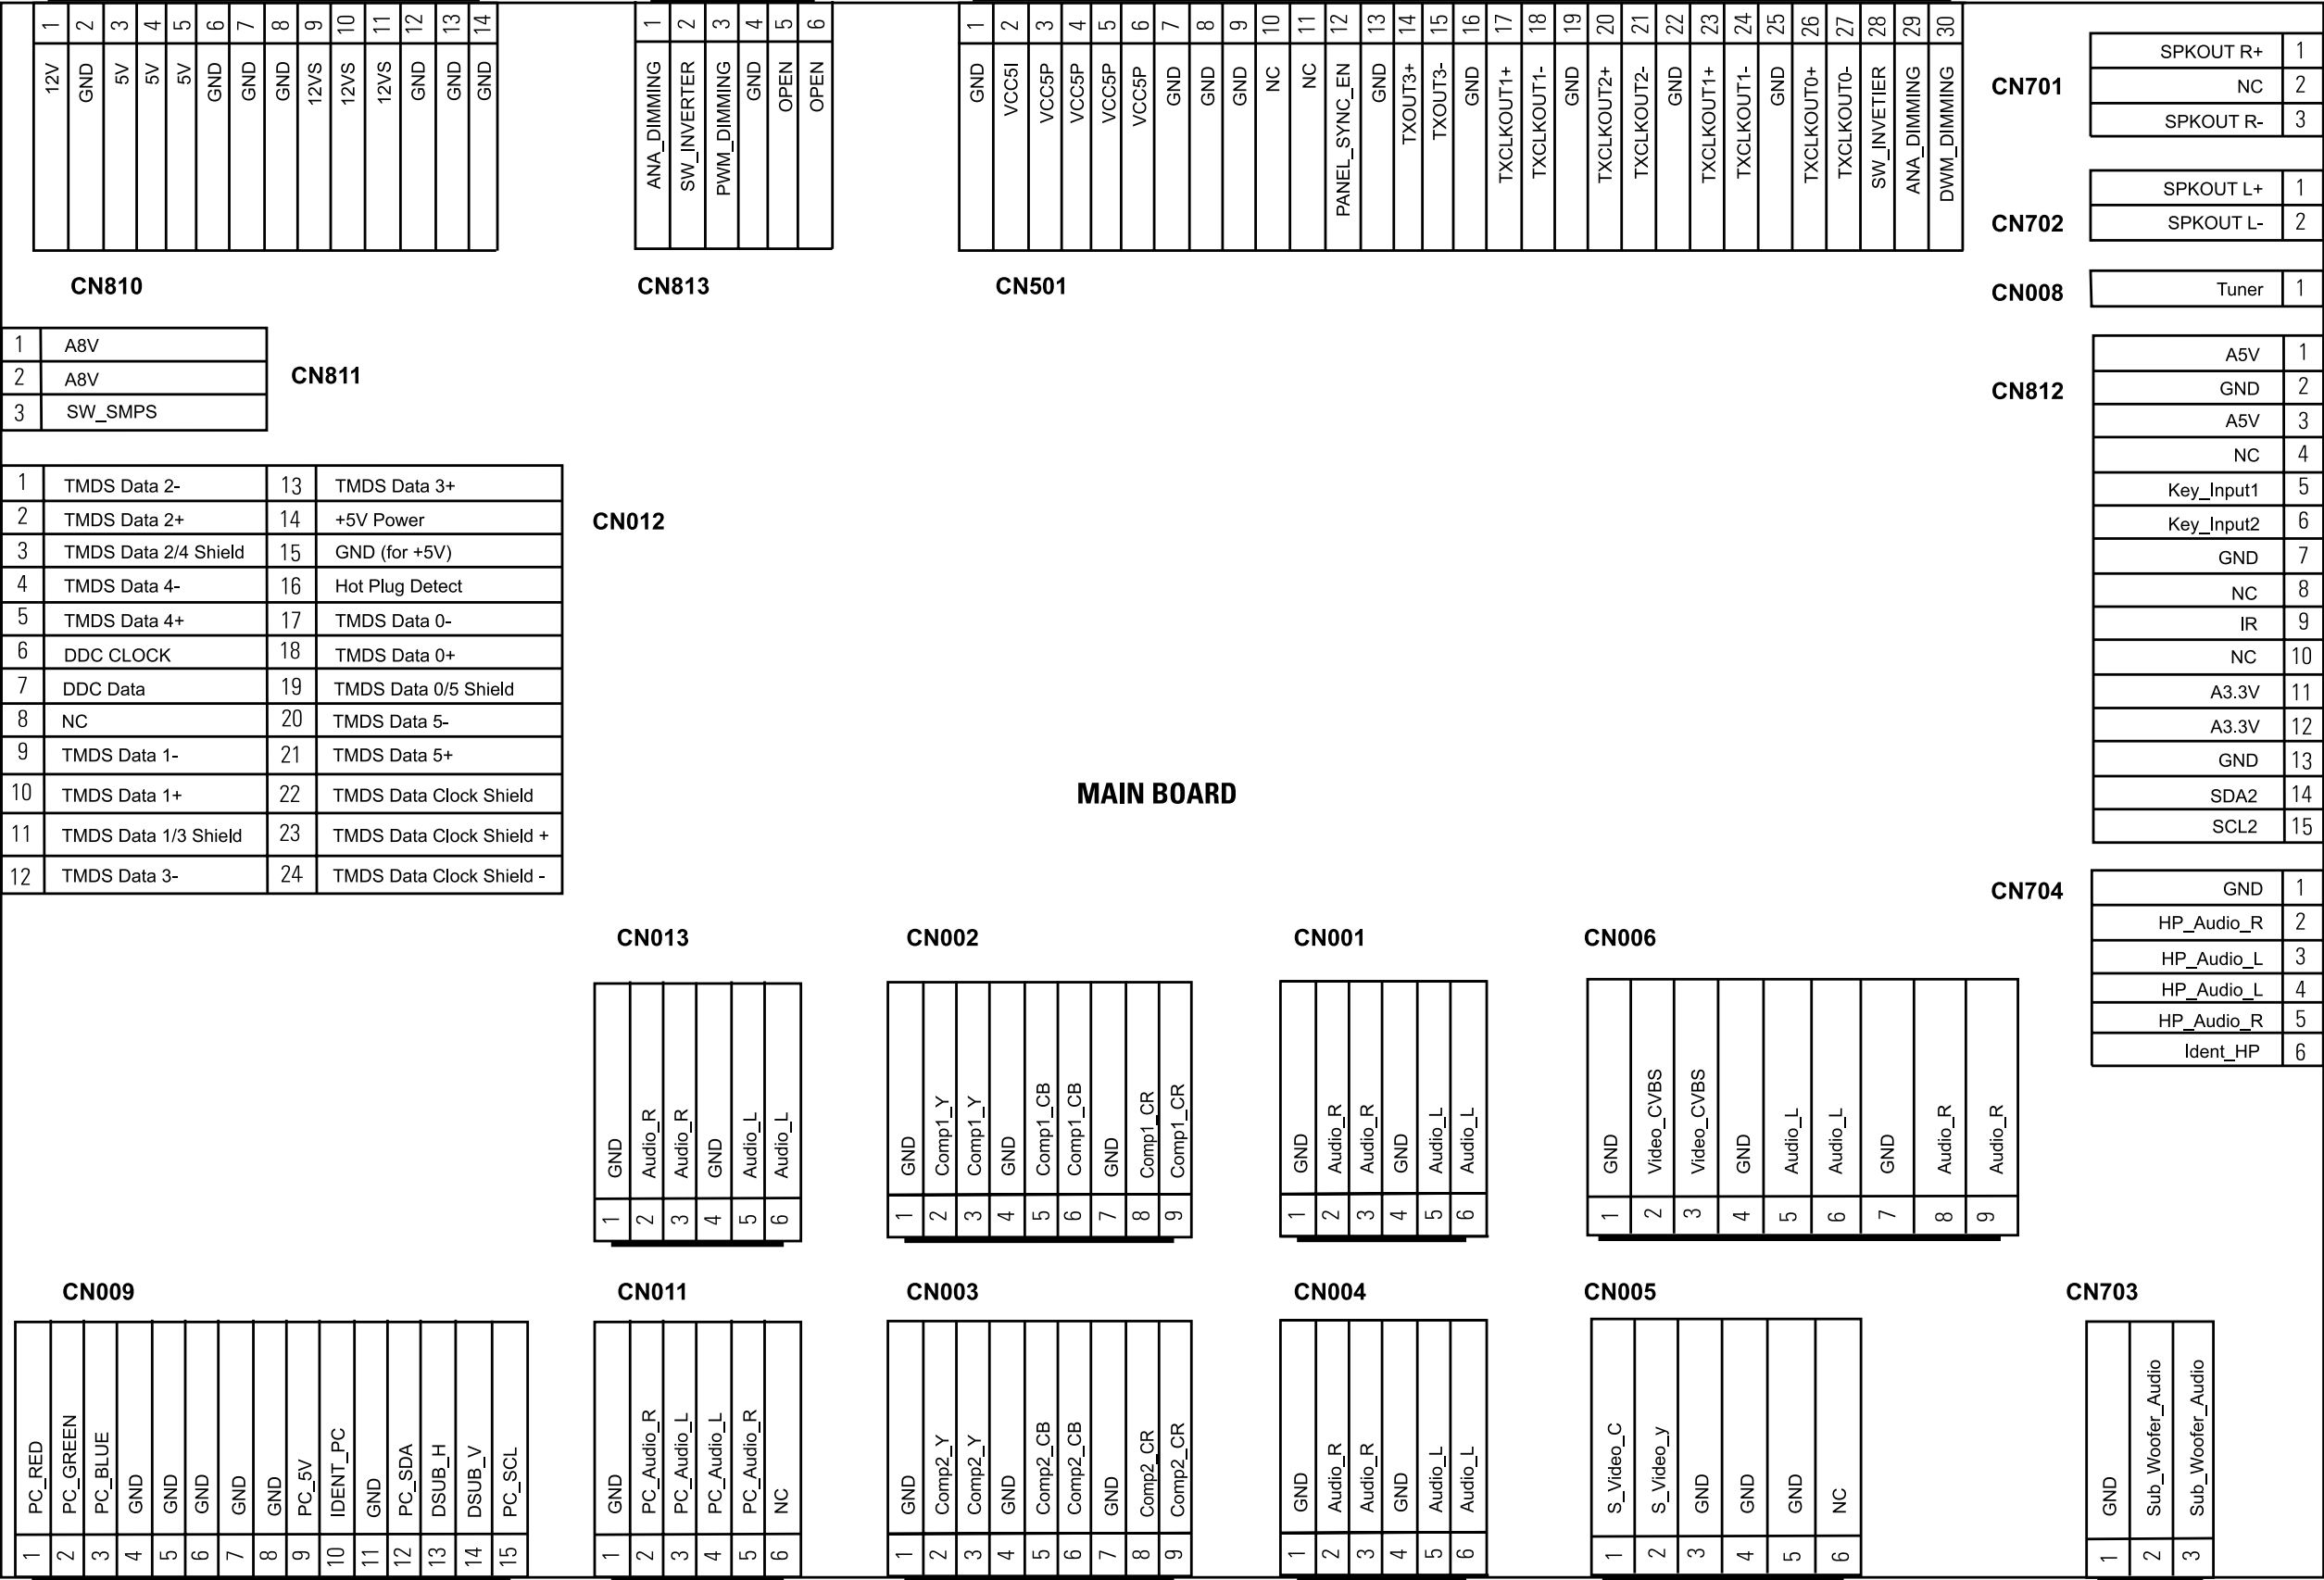 1 2 3 4 5 6 7 8 9 10 11 12 13 14
12V GND 5V 5V 5V GND GND GND 12VS 12VS 12VS GND GND GND
CN810
1 2 3 4 5 6
ANA_DIMMING SW_INVERTER PWM_DIMMING GND OPEN OPEN
CN813
1 2 3 4 5 6 7 8 9 10 11 12 13 14 15 16 17 18 19 20 21 22 23 24 25 26 27 28 29 30
GND VCC5I VCC5P VCC5P VCC5P VCC5P GND GND GND NC NC PANEL_SYNC_EN GND TXOUT3+ TXOUT3- GND TXCLKOUT1+ TXCLKOUT1- GND TXCLKOUT2+ TXCLKOUT2- GND TXCLKOUT1+ TXCLKOUT1- GND TXCLKOUT0+ TXCLKOUT0- SW_INVETIER ANA_DIMMING DWM_DIMMING
CN501
CN701
SPKOUT R+ 1
NC 2
SPKOUT R- 3
CN702
SPKOUT L+ 1
SPKOUT L- 2
CN008
Tuner 1
1 A8V
2 A8V
3 SW_SMPS
CN811
CN812
A5V 1
GND 2
A5V 3
NC 4
Key_Input1 5
Key_Input2 6
GND 7
NC 8
IR 9
NC 10
A3.3V 11
A3.3V 12
GND 13
SDA2 14
SCL2 15
1 TMDS Data 2- 13 TMDS Data 3+
2 TMDS Data 2+ 14 +5V Power
3 TMDS Data 2/4 Shield 15 GND (for +5V)
4 TMDS Data 4- 16 Hot Plug Detect
5 TMDS Data 4+ 17 TMDS Data 0-
6 DDC CLOCK 18 TMDS Data 0+
7 DDC Data 19 TMDS Data 0/5 Shield
8 NC 20 TMDS Data 5-
9 TMDS Data 1- 21 TMDS Data 5+
10 TMDS Data 1+ 22 TMDS Data Clock Shield
11 TMDS Data 1/3 Shield 23 TMDS Data Clock Shield +
12 TMDS Data 3- 24 TMDS Data Clock Shield -
CN012
MAIN BOARD
CN704
GND 1
HP_Audio_R 2
HP_Audio_L 3
HP_Audio_L 4
HP_Audio_R 5
Ident_HP 6
CN013
GND Audio_R Audio_R GND Audio_L Audio_L
1 2 3 4 5 6
CN002
GND Comp1_Y Comp1_Y GND Comp1_CB Comp1_CB GND Comp1_CR Comp1_CR
1 2 3 4 5 6 7 8 9
CN001
GND Audio_R Audio_R GND Audio_L Audio_L
1 2 3 4 5 6
CN006
GND Video_CVBS Video_CVBS GND Audio_L Audio_L GND Audio_R Audio_R
1 2 3 4 5 6 7 8 9
CN009
PC_RED PC_GREEN PC_BLUE GND GND GND GND GND PC_5V IDENT_PC GND PC_SDA DSUB_H DSUB_V PC_SCL
1 2 3 4 5 6 7 8 9 10 11 12 13 14 15
CN011
GND PC_Audio_R PC_Audio_L PC_Audio_L PC_Audio_R NC
1 2 3 4 5 6
CN003
GND Comp2_Y Comp2_Y GND Comp2_CB Comp2_CB GND Comp2_CR Comp2_CR
1 2 3 4 5 6 7 8 9
CN004
GND Audio_R Audio_R GND Audio_L Audio_L
1 2 3 4 5 6
CN005
S_Video_C S_Video_y GND GND GND NC
1 2 3 4 5 6
CN703
GND Sub_Woofer_Audio Sub_Woofer_Audio
1 2 3